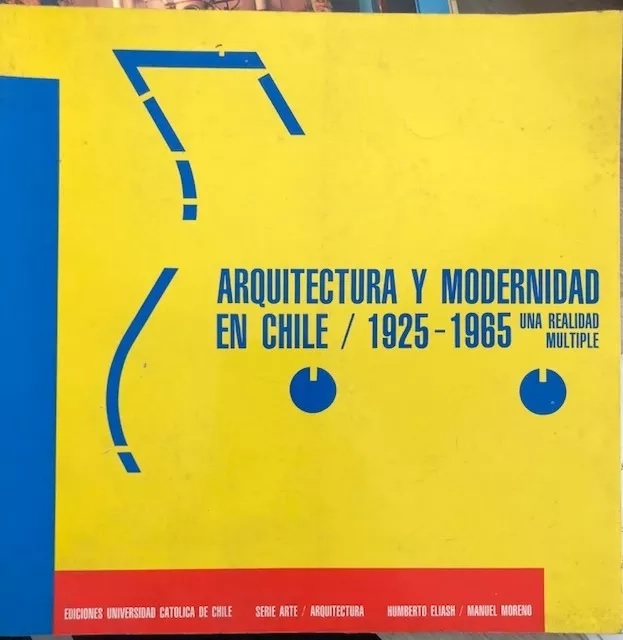 ARQUITECTURA Y MODERNIDAD
EN CHILE / 1925-1965 UNA REALIDAD
MULTIPLE
EDICIONES UNIVERSIDAD CATOLICA DE CHILE SERIE ARTE / ARQUITECTURA HUMBERTO ELIASH / MANUEL MORENO